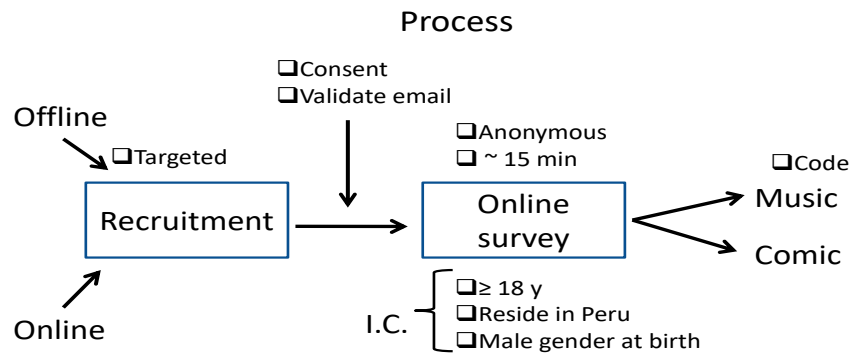 Process
❑Consent
❑Validate email
Offline
❑Targeted
❑Anonymous
❑ ~ 15 min
❑Code
Recruitment
Online
survey
Music
Comic
Online
I.C.
❑≥ 18 y
❑Reside in Peru
❑Male gender at birth